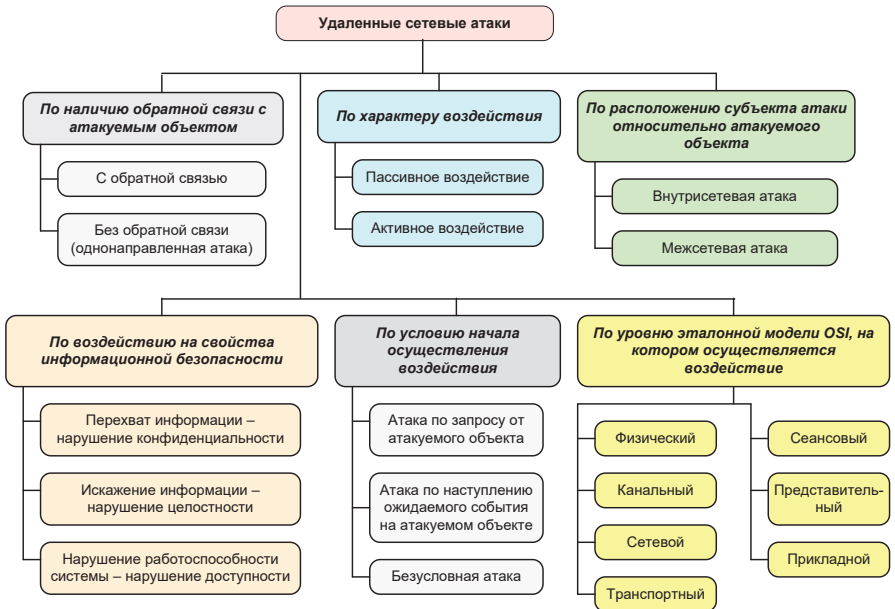 Удаленные сетевые атаки
По наличию обратной связи с
атакуемым объектом
С обратной связью
Без обратной связи
(однонаправленная атака)
По характеру воздействия
Пассивное воздействие
Активное воздействие
По расположению субъекта атаки
относительно атакуемого
объекта
Внутрисетевая атака
Межсетевая атака
По воздействию на свойства
информационной безопасности
Перехват информации –
нарушение конфиденциальности
Искажение информации –
нарушение целостности
Нарушение работоспособности
системы – нарушение доступности
По условию начала
осуществления
воздействия
Атака по запросу от
атакуемого объекта
Атака по наступлению
ожидаемого события
на атакуемом объекте
Безусловная атака
По уровню эталонной модели OSI, на
котором осуществляется
воздействие
Физический
Канальный
Сетевой
Транспортный
Сеансовый
Представитель-
ный
Прикладной